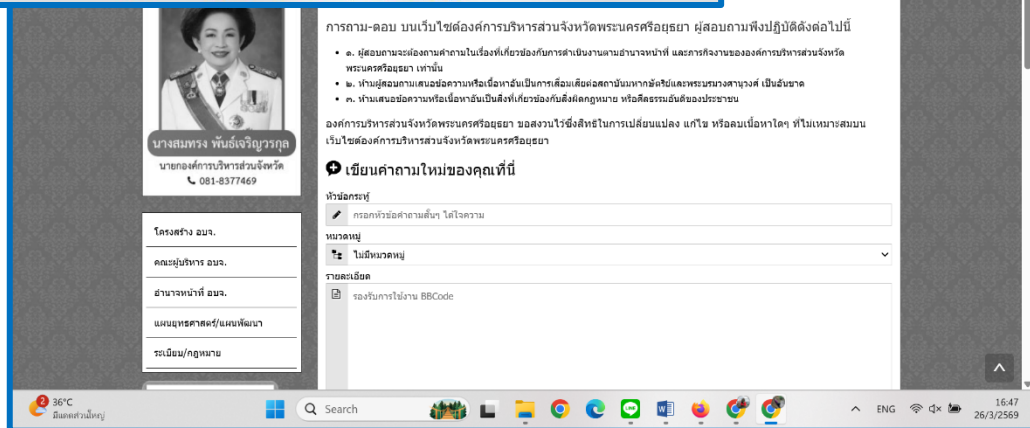 การถาม-ตอบ บนเว็บไซต์องค์การบริหารส่วนจังหวัดพระนครศรีอยุธยา ผู้สอบถามพึงปฏิบัติดังต่อไปนี้
• ๑. ผู้สอบถามจะต้องถามคำถามในเรื่องที่เกี่ยวข้องกับการดำเนินงานตามอำนาจหน้าที่ และภารกิจงานขององค์การบริหารส่วนจังหวัด
พระนครศรีอยุธยา เท่านั้น
• ๒. ห้ามผู้สอบถามเสนอข้อความหรือเนื้อหาอันเป็นการเสื่อมเสียต่อสถาบันมหากษัตริย์และพระบรมวงศานุวงศ์ เป็นอันขาด
• ๓. ห้ามเสนอข้อความหรือเนื้อหาอันเป็นสิ่งที่เกี่ยวข้องกับสิ่งผิดกฎหมาย หรือศีลธรรมอันดีของประชาชน
องค์การบริหารส่วนจังหวัดพระนครศรีอยุธยา ขอสงวนไว้ซึ่งสิทธิในการเปลี่ยนแปลง แก้ไข หรือลบเนื้อหาใดๆ ที่ไม่เหมาะสมบน
เว็บไซต์องค์การบริหารส่วนจังหวัดพระนครศรีอยุธยา
นางสมทรง พันธ์เจริญวรกุล
นายกองค์การบริหารส่วนจังหวัด
081-8377469
เขียนคำถามใหม่ของคุณที่นี่
หัวข้อกระทู้
กรอกหัวข้อคำถามสั้นๆ ได้ใจความ
หมวดหมู่
ไม่มีหมวดหมู่
รายละเอียด
รองรับการใช้งาน BBCode
โครงสร้าง อบจ.
คณะผู้บริหาร อบจ.
อำนาจหน้าที่ อบจ.
แผนยุทธศาสตร์/แผนพัฒนา
ระเบียบ/กฎหมาย
2
36°C
มีแดดส่วนใหญ่
Search
ENG
16:47
26/3/2569